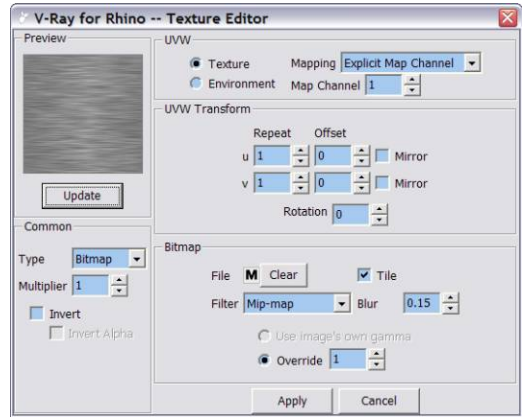 V-Ray for Rhino -- Texture Editor
Preview
Update
Common
Type Bitmap
Multiplier 1
Invert
Invert Alpha
UVW
Texture Mapping Explicit Map Channel
Environment Map Channel 1
UVW Transform
Repeat Offset
u 1 0 Mirror
v 1 0 Mirror
Rotation 0
Bitmap
File M Clear Tile
Filter Mip-map Blur 0.15
Use image's own gamma
Override 1
Apply Cancel